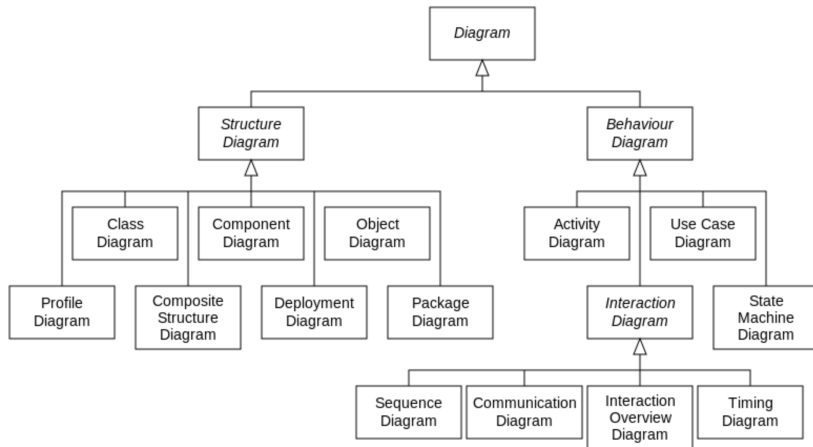 Diagram
Structure
Diagram
Behaviour
Diagram
Class
Diagram
Component
Diagram
Object
Diagram
Activity
Diagram
Use Case
Diagram
Profile
Diagram
Composite
Structure
Diagram
Deployment
Diagram
Package
Diagram
Interaction
Diagram
State
Machine
Diagram
Sequence
Diagram
Communication
Diagram
Interaction
Overview
Diagram
Timing
Diagram